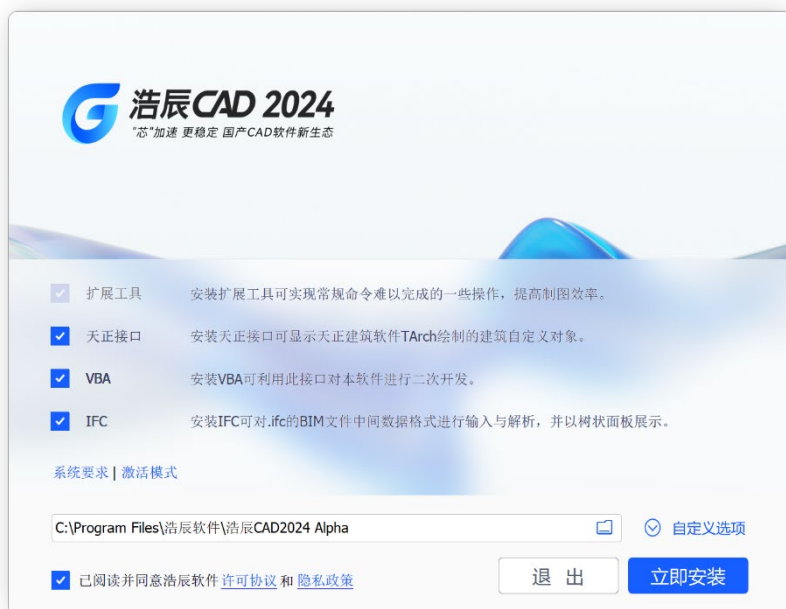 浩辰CAD 2024
"芯"加速 更稳定 国产CAD软件新生态
扩展工具 安装扩展工具可实现常规命令难以完成的一些操作，提高制图效率。
天正接口 安装天正接口可显示天正建筑软件TArch绘制的建筑自定义对象。
VBA 安装VBA可利用此接口对本软件进行二次开发。
IFC 安装IFC可对.ifc的BIM文件中间数据格式进行输入与解析，并以树状面板展示。
系统要求 | 激活模式
C:\Program Files\浩辰软件\浩辰CAD2024 Alpha 自定义选项
已阅读并同意浩辰软件 许可协议 和 隐私政策 退 出 立即安装